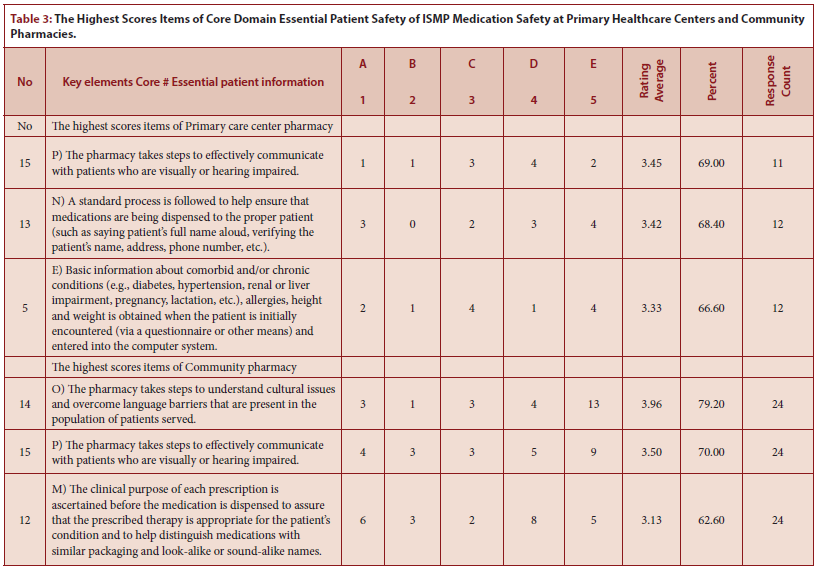 Table 3: The Highest Scores Items of Core Domain Essential Patient Safety of ISMP Medication Safety at Primary Healthcare Centers and Community
Pharmacies.
No Key elements Core # Essential patient information A 1 B 2 C 3 D 4 E 5 Rating Average Percent Response Count
No The highest scores items of Primary care center pharmacy
15 P) The pharmacy takes steps to effectively communicate
with patients who are visually or hearing impaired. 1 1 3 4 2 3.45 69.00 11
13 N) A standard process is followed to help ensure that
medications are being dispensed to the proper patient
(such as saying patient's full name aloud, verifying the
patient's name, address, phone number, etc.). 3 0 2 3 4 3.42 68.40 12
5 E) Basic information about comorbid and/or chronic
conditions (e.g., diabetes, hypertension, renal or liver
impairment, pregnancy, lactation, etc.), allergies, height
and weight is obtained when the patient is initially
encountered (via a questionnaire or other means) and
entered into the computer system. 2 1 4 1 4 3.33 66.60 12
The highest scores items of Community pharmacy
14 O) The pharmacy takes steps to understand cultural issues
and overcome language barriers that are present in the
population of patients served. 3 1 3 4 13 3.96 79.20 24
15 P) The pharmacy takes steps to effectively communicate
with patients who are visually or hearing impaired. 4 3 3 5 9 3.50 70.00 24
12 M) The clinical purpose of each prescription is
ascertained before the medication is dispensed to assure
that the prescribed therapy is appropriate for the patient's
condition and to help distinguish medications with
similar packaging and look-alike or sound-alike names. 6 3 2 8 5 3.13 62.60 24